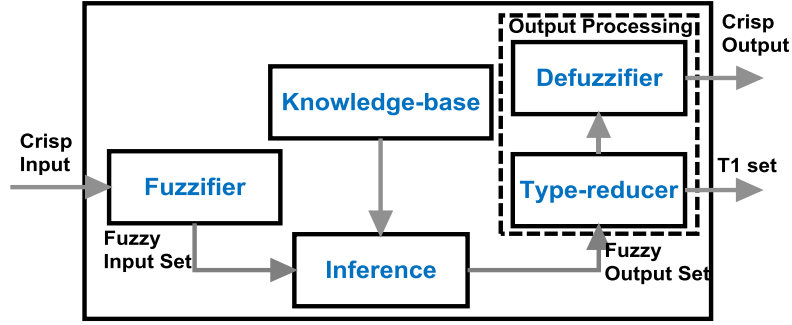 Output Processing
Crisp
Output
Defuzzifier
Knowledge-base
Crisp
Input
Fuzzifier
Type-reducer
T1 set
Fuzzy
Input Set
Inference
Fuzzy
Output Set